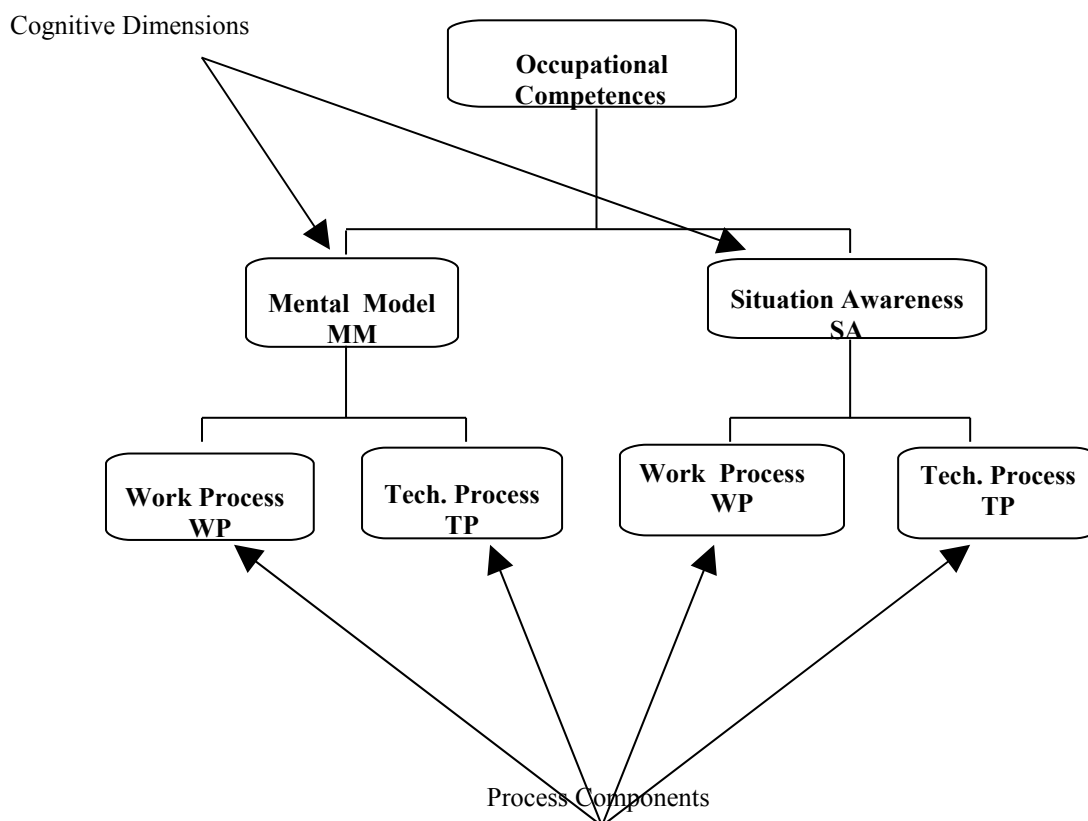 Cognitive Dimensions
Occupational
Competences
Mental Model
MM
Situation Awareness
SA
Work Process
WP
Tech. Process
TP
Work Process
WP
Tech. Process
TP
Process Components